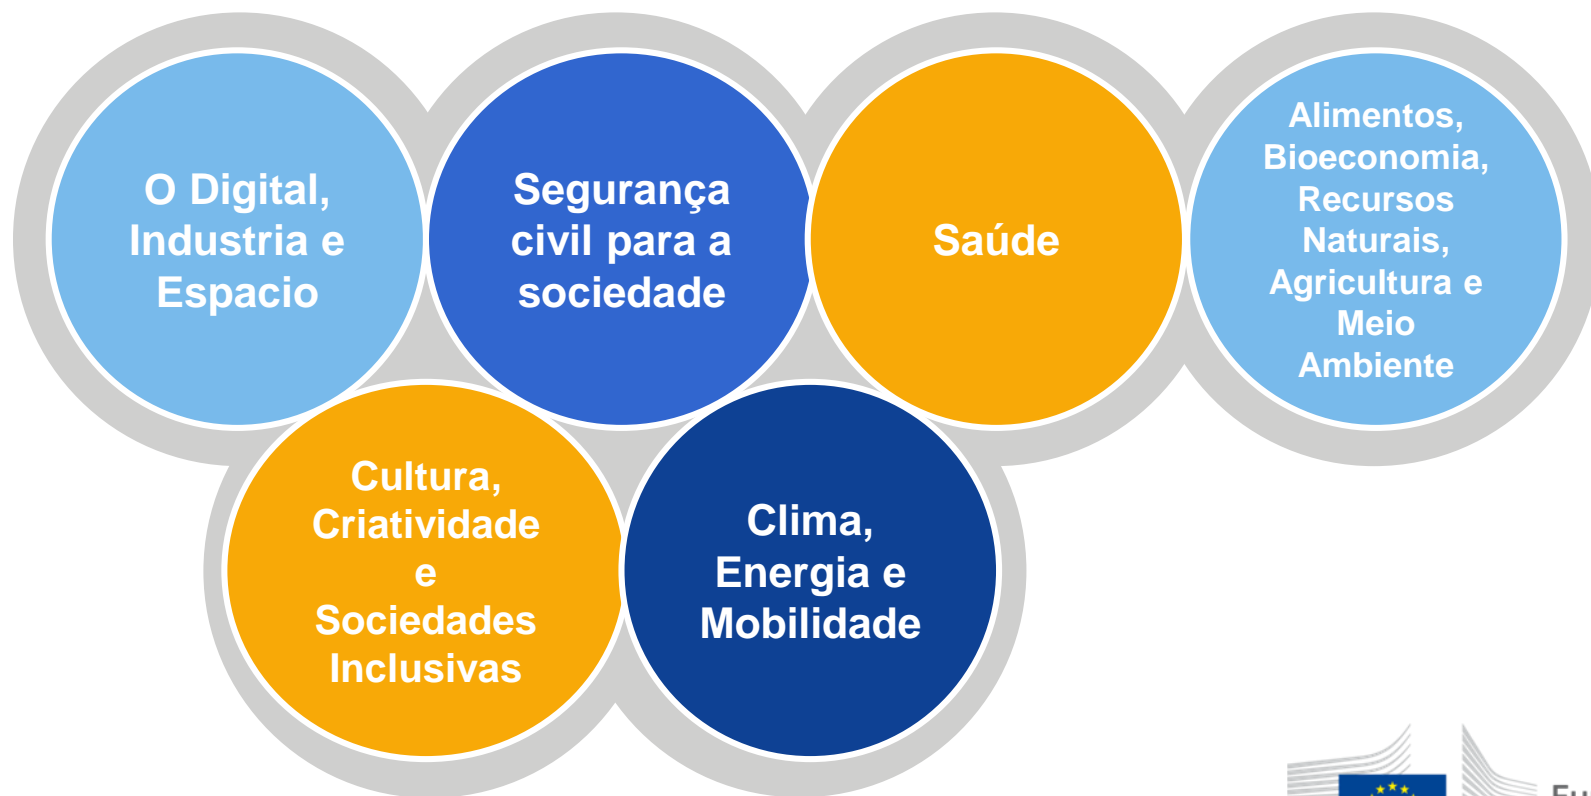 O Digital,
Industria e
Espacio
Segurança
civil para a
sociedade
Saúde
Alimentos,
Bioeconomia,
Recursos
Naturais,
Agricultura e
Meio
Ambiente
Cultura,
Criatividade
e
Sociedades
Inclusivas
Clima,
Energia e
Mobilidade